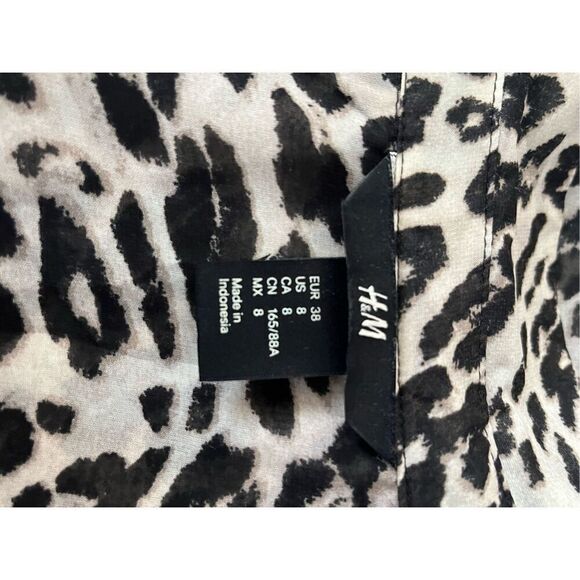 H&M
EUR 38
US 8
CA 8
CN 165/88A
MX 8
Made in
Indonesia